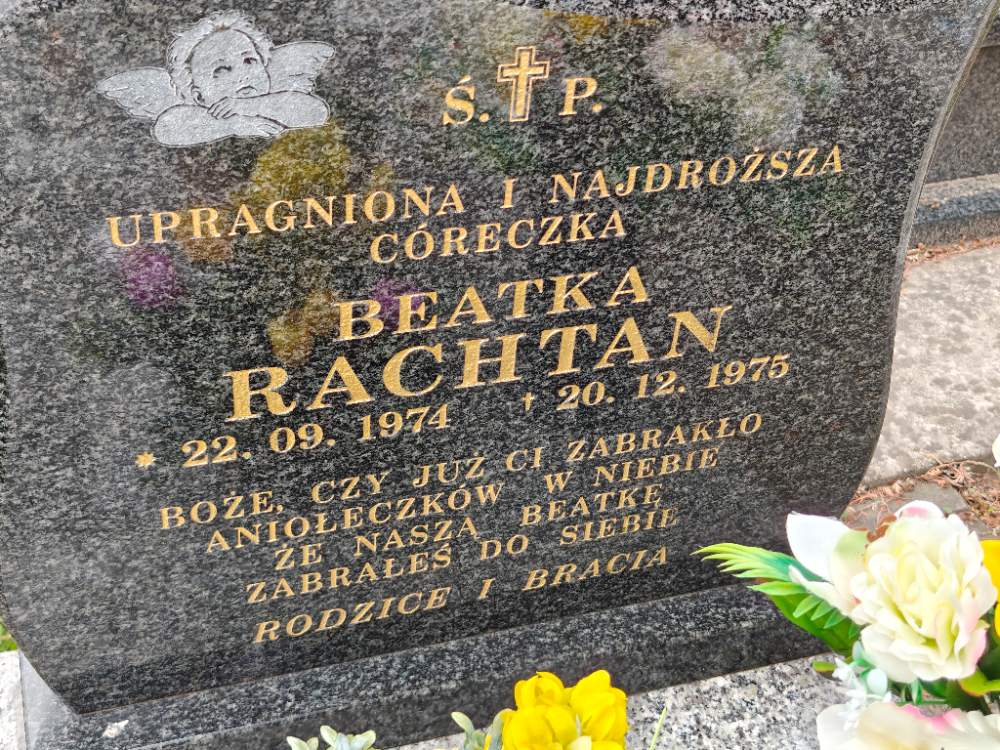 Ś. P.
UPRAGNIONA I NAJDROŻSZA
CÓRECZKA
BEATKA
RACHTAN
* 22. 09. 1974 † 20. 12. 1975
BOŻE, CZY JUŻ CI ZABRAKŁO
ANIOŁECZKÓW W NIEBIE
ŻE NASZĄ BEATKĘ
ZABRAŁEŚ DO SIEBIE
RODZICE I BRACIA